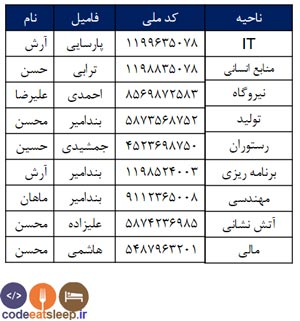 ناحیه کد ملی فامیل نام
IT ۱۱۹۹۶۳۵۰۷۸ پارسایی آرش
منابع انسانی ۱۱۹۸۸۳۵۰۷۸ ترابی حسن
نیروگاه ۸۵۶۹۸۷۲۵۸۳ احمدی علیرضا
تولید ۵۸۷۳۵۶۸۷۵۲ بندامیر محسن
رستوران ۴۵۲۳۶۹۸۷۵۰ جمشیدی حسین
برنامه ریزی ۱۱۹۸۵۲۴۰۰۳ بندامیر آرش
مهندسی ۹۱۱۲۳۶۵۰۰۸ بندامیر ماهان
آتش نشانی ۵۸۷۴۲۳۶۹۸۵ علیزاده محسن
مالی ۵۴۸۷۹۶۳۲۰۱ هاشمی محسن
codeeatsleep.ir